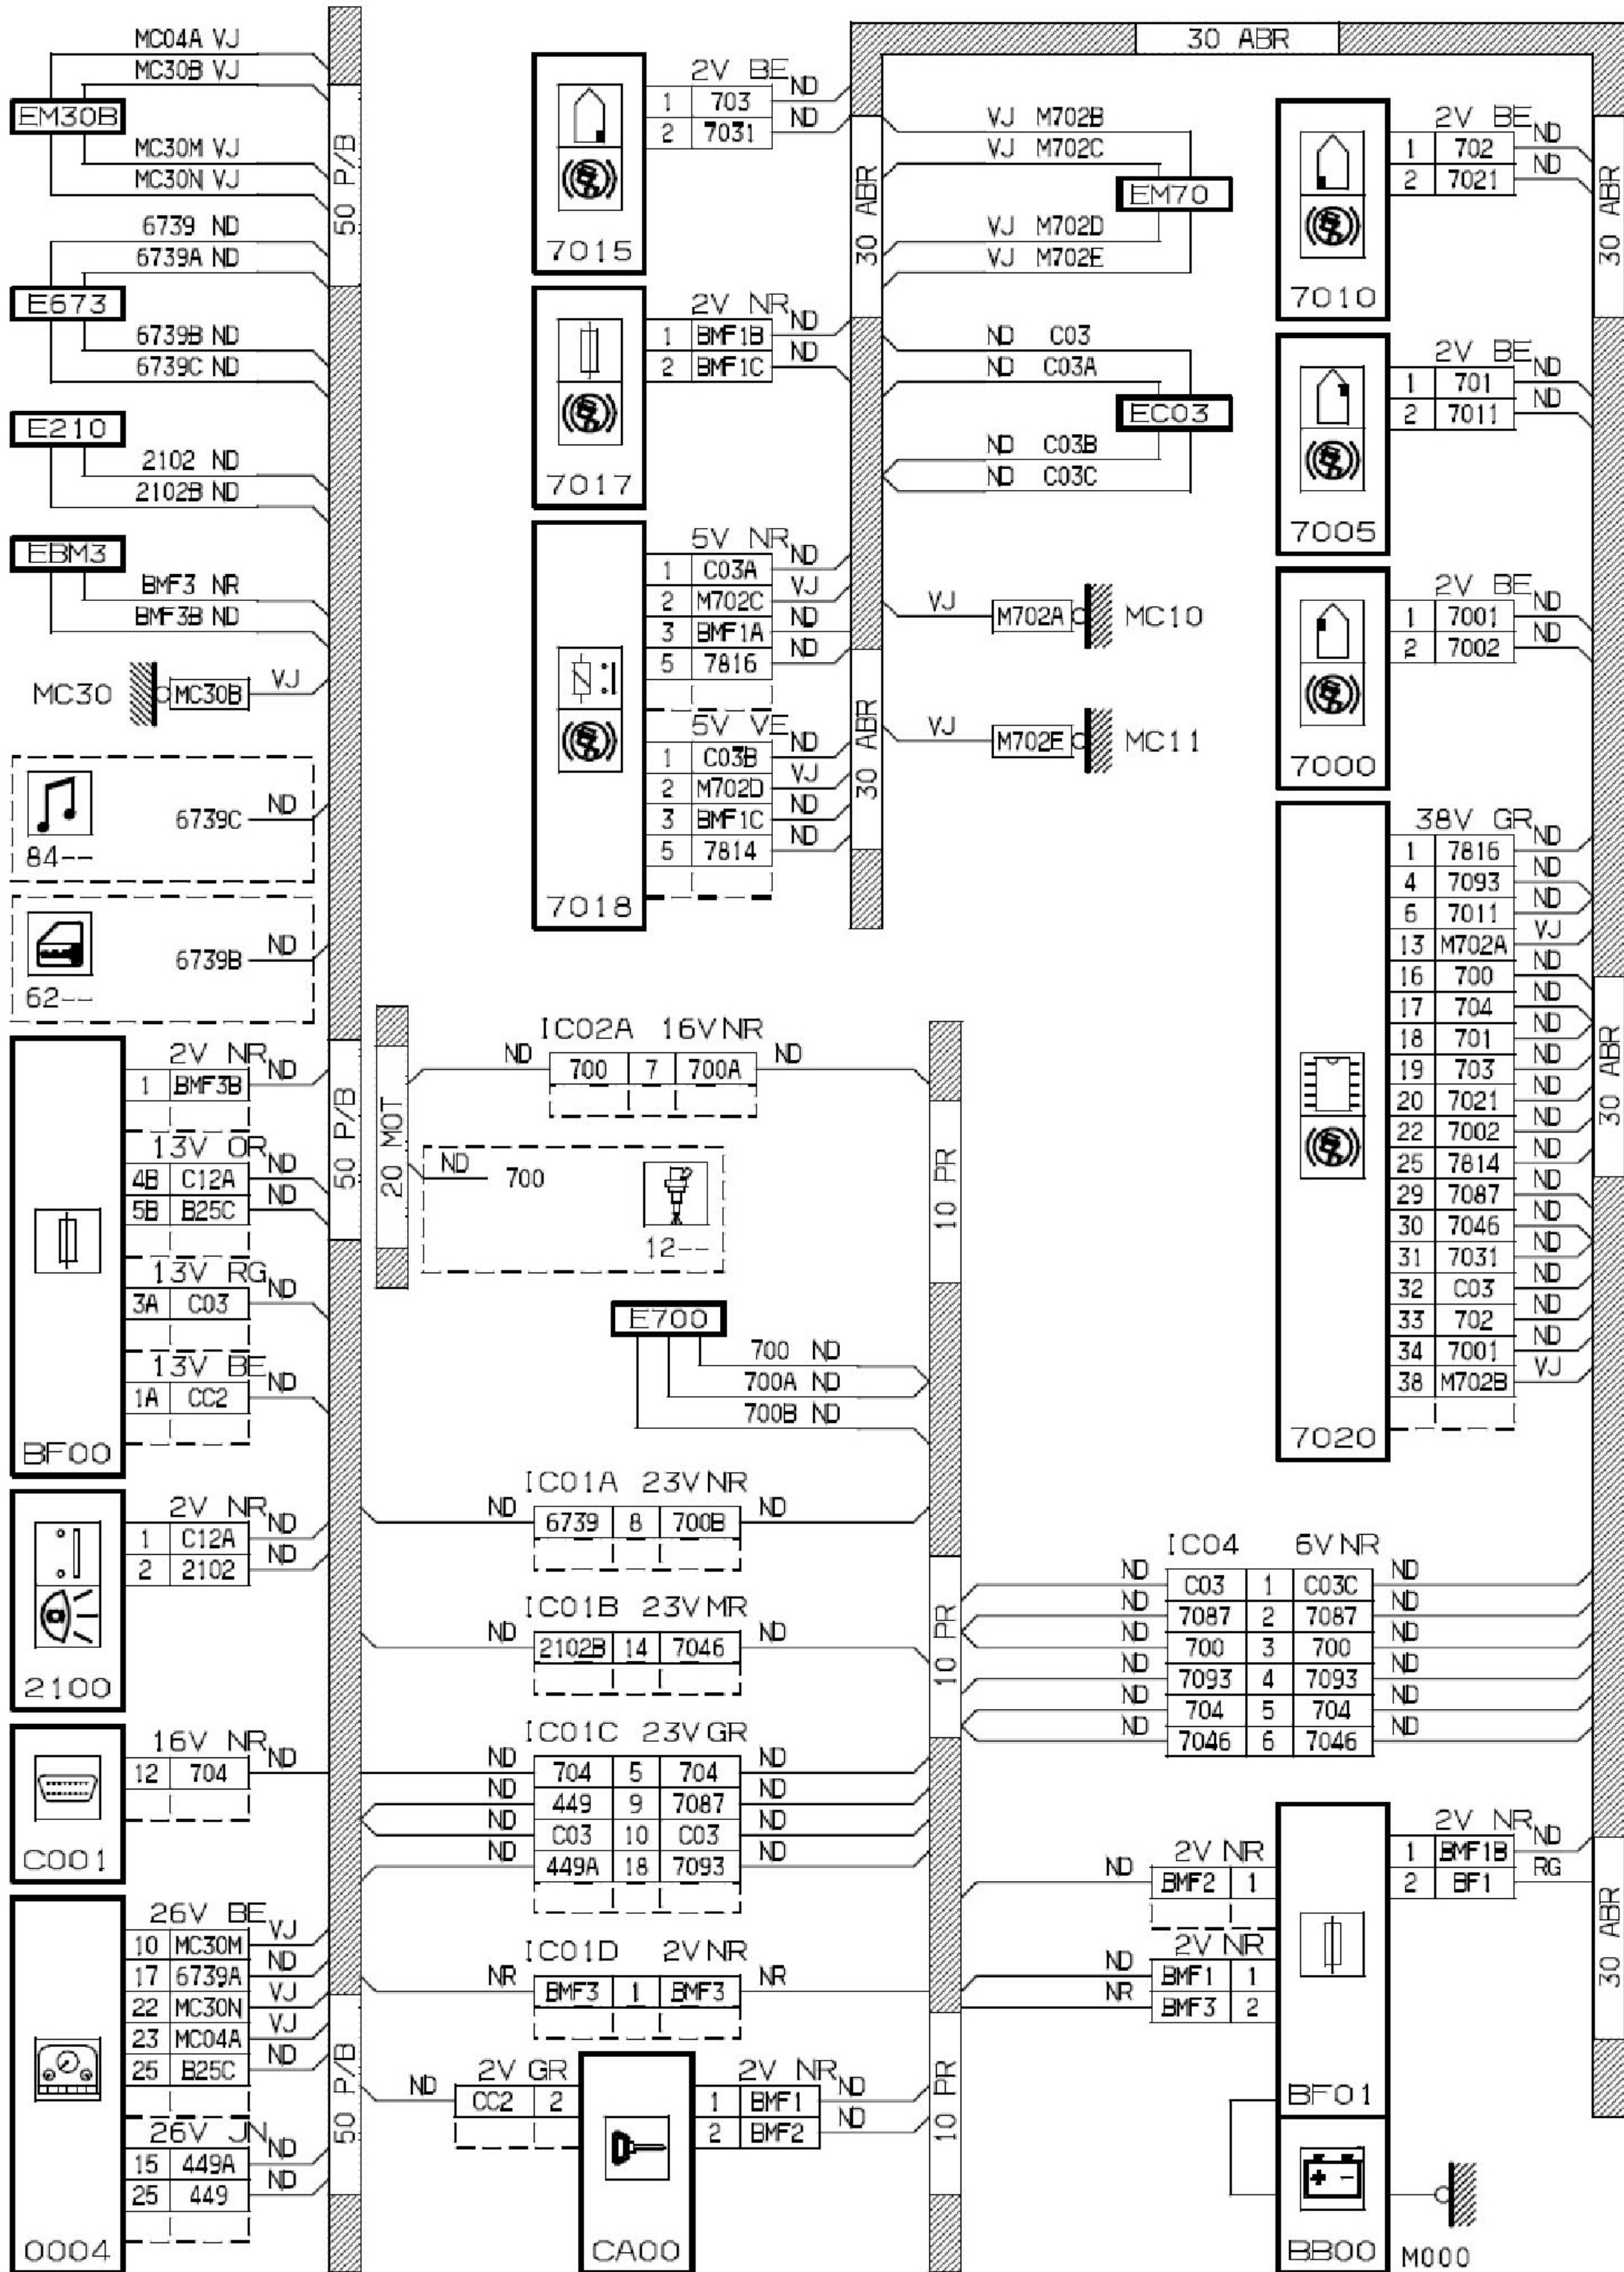 MC04A VJ
MC30B VJ
EM30B
MC30M VJ
MC30N VJ
6739 ND
6739A ND
E673
6739B ND
6739C ND
E210
2102 ND
2102B ND
EBM3
BMF3 NR
BMF3B ND
MC30 MC30B VJ
6739C ND
84--
6739B ND
62--
2V NR
1 BMF3B ND
13V OR
4B C12A ND
5B B25C ND
13V RG
3A C03 ND
13V BE
1A CC2 ND
BF00
2V NR
1 C12A ND
2 2102 ND
2100
16V NR
12 704 ND
C001
26V BE
10 MC30M VJ
17 6739A ND
22 MC30N VJ
23 MC04A VJ
25 B25C ND
26V JN
15 449A ND
25 449 ND
0004
50 P/B
50 P/B
50 P/B
2V BE
1 703 ND
2 7031 ND
7015
2V NR
1 BMF1B ND
2 BMF1C ND
7017
5V NR
1 C03A ND
2 M702C VJ
3 BMF1A ND
5 7816 ND
5V VE
1 C03B ND
2 M702D VJ
3 BMF1C ND
5 7814 ND
7018
30 ABR
30 ABR
30 ABR
VJ M702B
VJ M702C
EM70
VJ M702D
VJ M702E
ND C03
ND C03A
EC03
ND C03B
ND C03C
VJ M702A MC10
VJ M702E MC11
20 MOT
IC02A 16V NR
ND 700 7 700A ND
ND 700
12--
E700
700 ND
700A ND
700B ND
IC01A 23V NR
ND 6739 8 700B ND
IC01B 23V MR
ND 2102B 14 7046 ND
IC01C 23V GR
ND 704 5 704 ND
ND 449 9 7087 ND
ND C03 10 C03 ND
ND 449A 18 7093 ND
IC01D 2V NR
NR BMF3 1 BMF3 NR
2V GR
ND CC2 2
2V NR
1 BMF1 ND
2 BMF2 ND
CA00
10 PR
10 PR
10 PR
2V BE
1 702 ND
2 7021 ND
7010
2V BE
1 701 ND
2 7011 ND
7005
2V BE
1 7001 ND
2 7002 ND
7000
38V GR
1 7816 ND
4 7093 ND
6 7011 ND
13 M702A VJ
16 700 ND
17 704 ND
18 701 ND
19 703 ND
20 7021 ND
22 7002 ND
25 7814 ND
29 7087 ND
30 7046 ND
31 7031 ND
32 C03 ND
33 702 ND
34 7001 ND
38 M702B VJ
7020
IC04 6V NR
ND C03 1 C03C ND
ND 7087 2 7087 ND
ND 700 3 700 ND
ND 7093 4 7093 ND
ND 704 5 704 ND
ND 7046 6 7046 ND
2V NR
ND BMF2 1
2V NR
ND BMF1 1
NR BMF3 2
2V NR
1 BMF1B ND
2 BF1 RG
BF01
+ -
BB00
M000
30 ABR
30 ABR
30 ABR